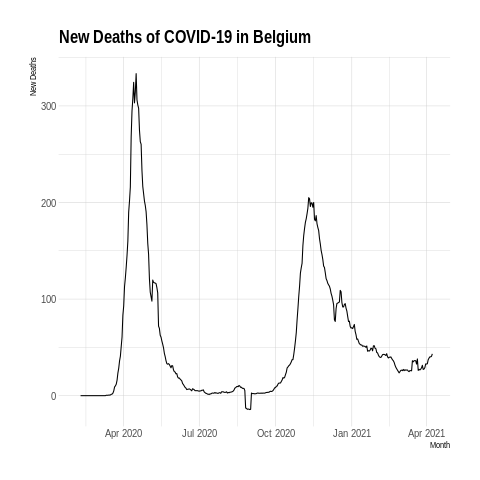 New Deaths of COVID-19 in Belgium
New Deaths
300
200
100
0
Apr 2020
Jul 2020
Oct 2020
Jan 2021
Apr 2021
Month